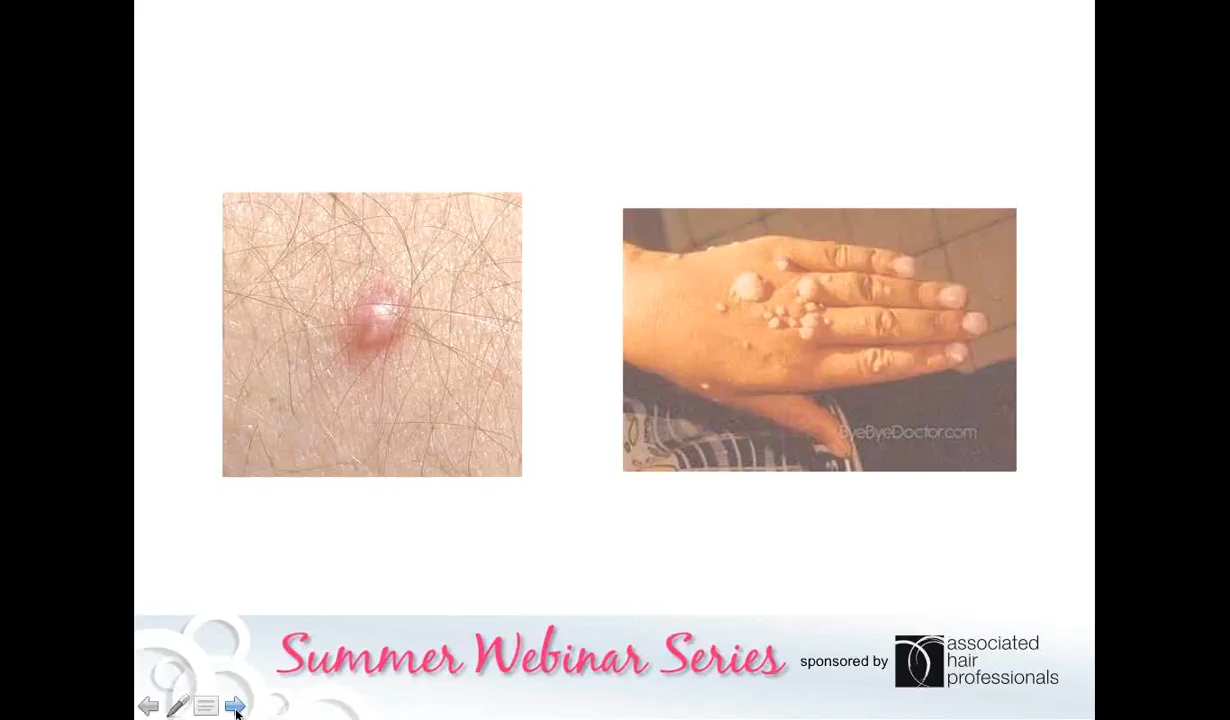 ByeByeDoctor.com
Summer Webinar Series
sponsored by
associated
hair
professionals